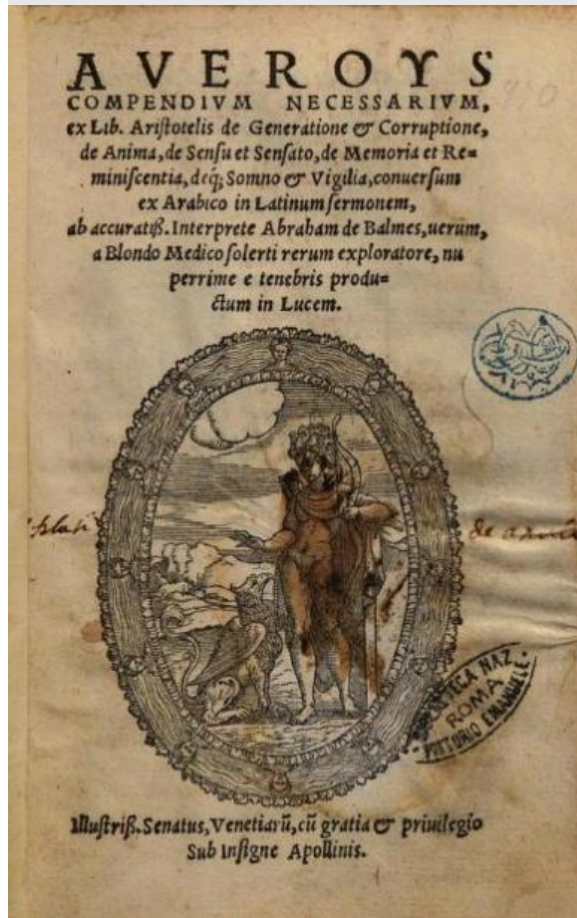 AVEROYS
COMPENDIVM NECESSARIVM,
ex Lib. Aristotelis de Generatione & Corruptione,
de Anima, de Sensu et Sensato, de Memoria et Re=
miniscentia, deq; Somno & Vigilia, conuersum
ex Arabico in Latinum sermonem,
ab accuratiß. Interprete Abraham de Balmes, uerum,
a Blondo Medico solerti rerum exploratore, nu
perrime e tenebris produ=
ctum in Lucem.
de
NAZ.
ROMA
VITTORIO EMANUELE
Illustriß. Senatus, Venetiarũ, cũ gratia & priuilegio
Sub Insigne Apollinis.